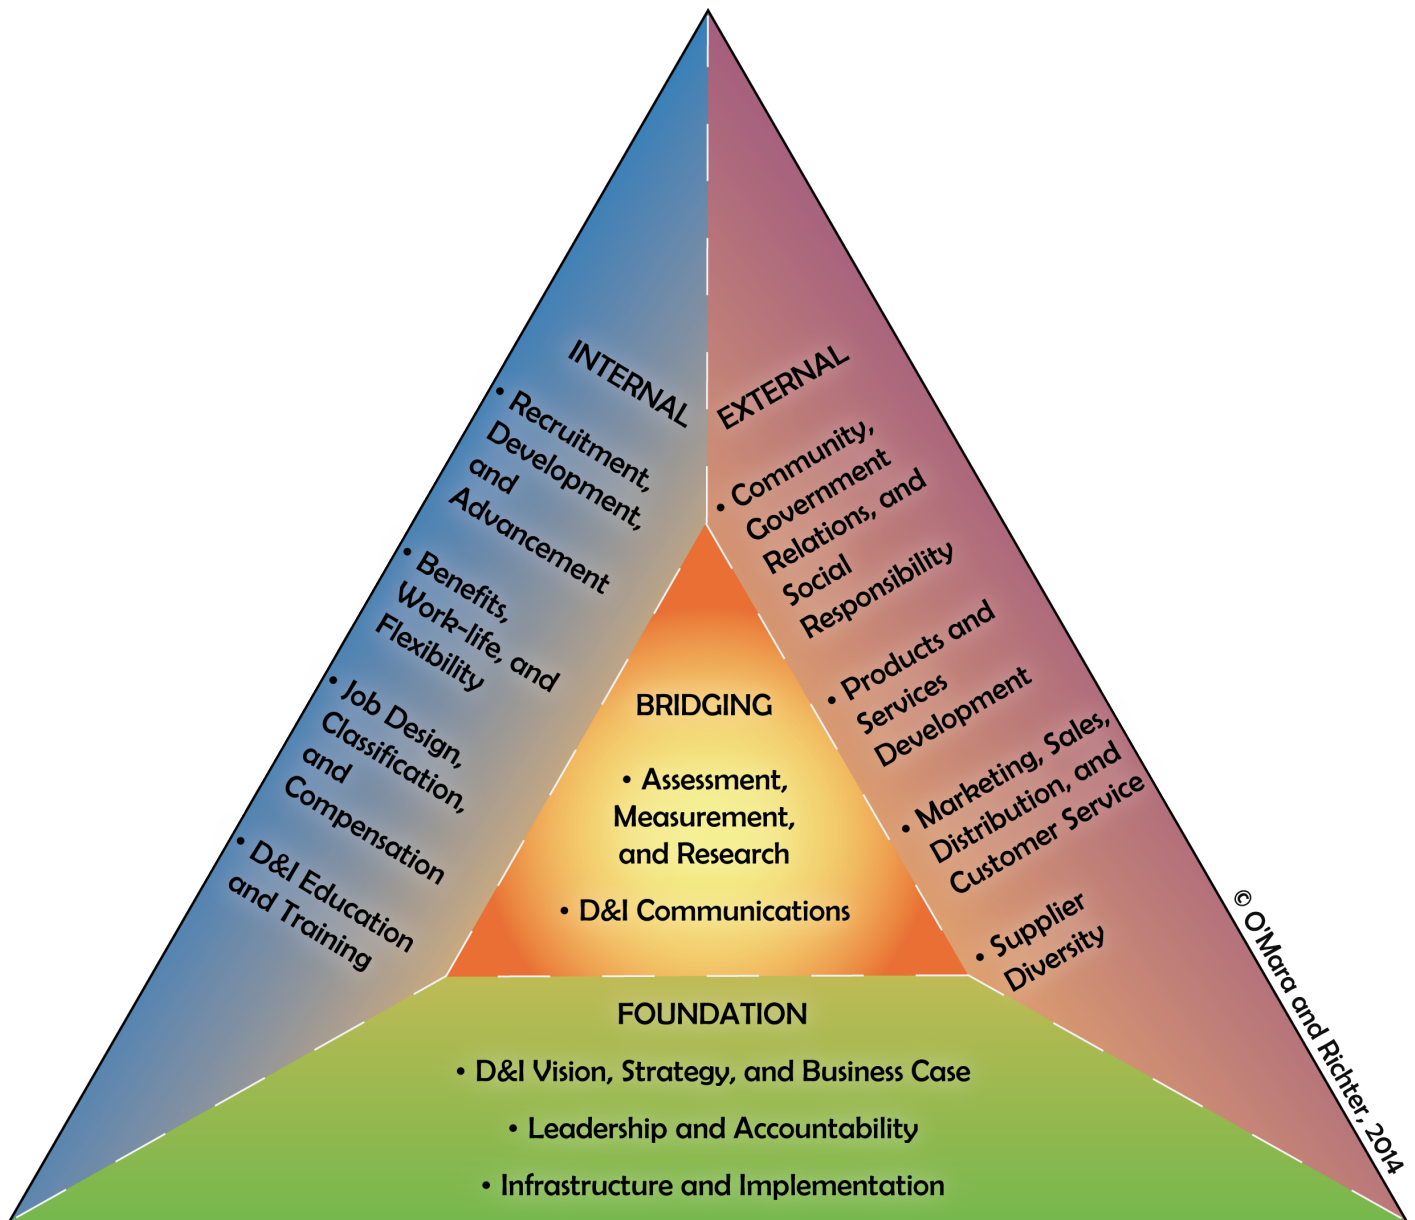 INTERNAL
• Recruitment,
Development,
and
Advancement
• Benefits,
Work-life, and
Flexibility
• Job Design,
Classification,
and
Compensation
• D&I Education
and Training
EXTERNAL
• Community,
Government
Relations, and
Social
Responsibility
• Products and
Services
Development
• Marketing, Sales,
Distribution, and
Customer Service
• Supplier
Diversity
BRIDGING
• Assessment,
Measurement,
and Research
• D&I Communications
FOUNDATION
• D&I Vision, Strategy, and Business Case
• Leadership and Accountability
• Infrastructure and Implementation
© O'Mara and Richter, 2014